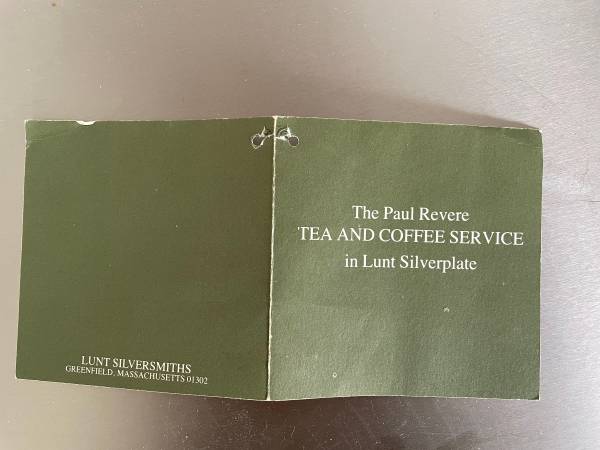 The Paul Revere
TEA AND COFFEE SERVICE
in Lunt Silverplate
LUNT SILVERSMITHS
GREENFIELD, MASSACHUSETTS 01302